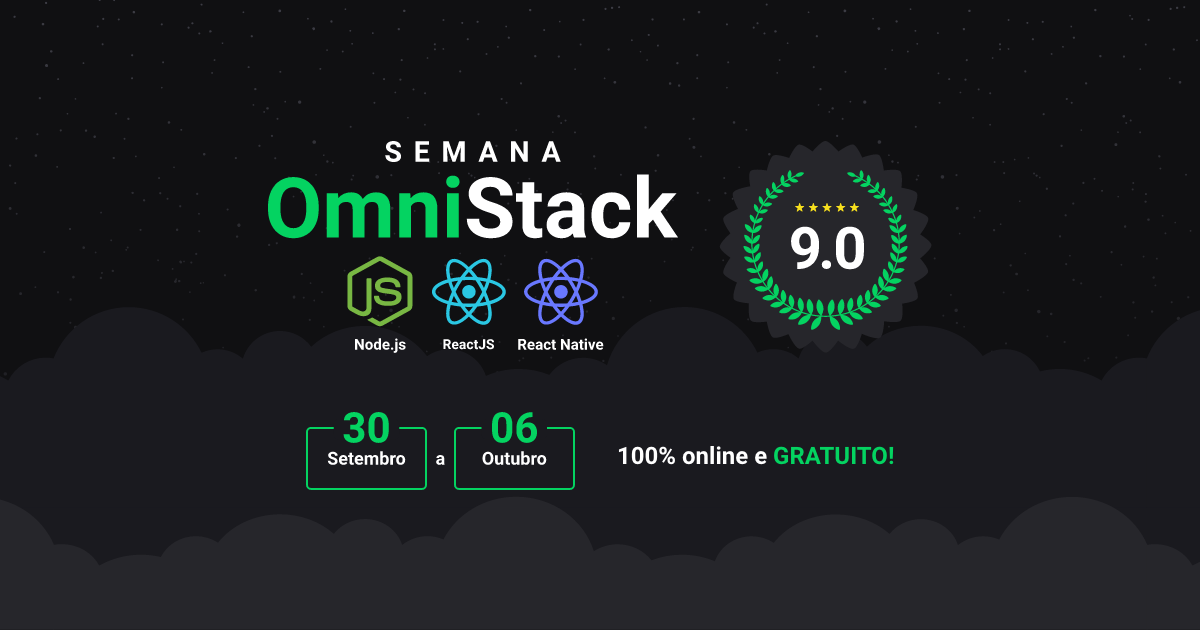 SEMANA
OmniStack
9.0
JS
Node.js
ReactJS
React Native
30
Setembro
a
06
Outubro
100% online e GRATUITO!